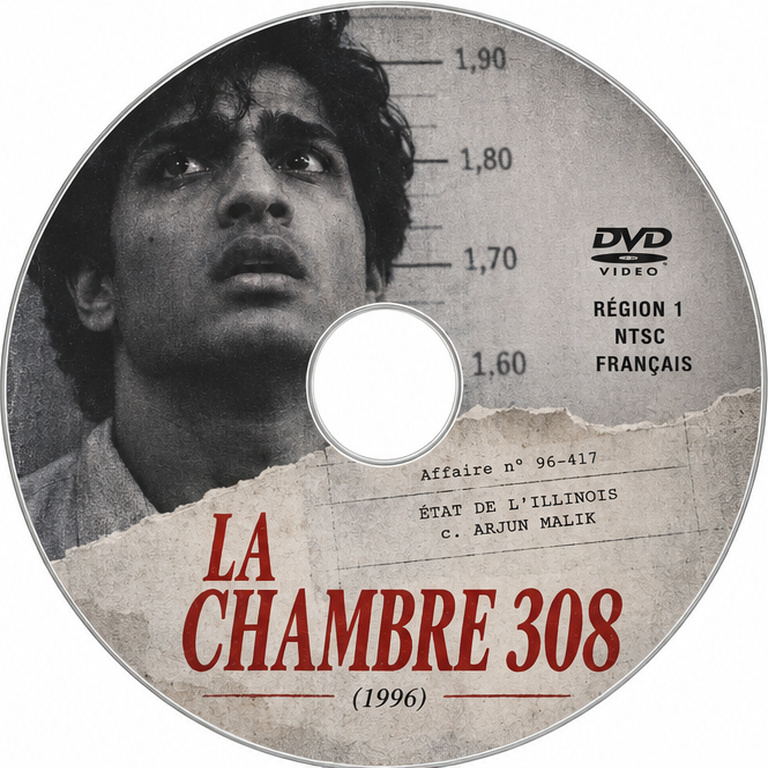 1,90
1,80
1,70
1,60
DVD
VIDEO
RÉGION 1
NTSC
FRANÇAIS
Affaire nº 96-417
ÉTAT DE L'ILLINOIS
c. ARJUN MALIK
LA
CHAMBRE 308
(1996)